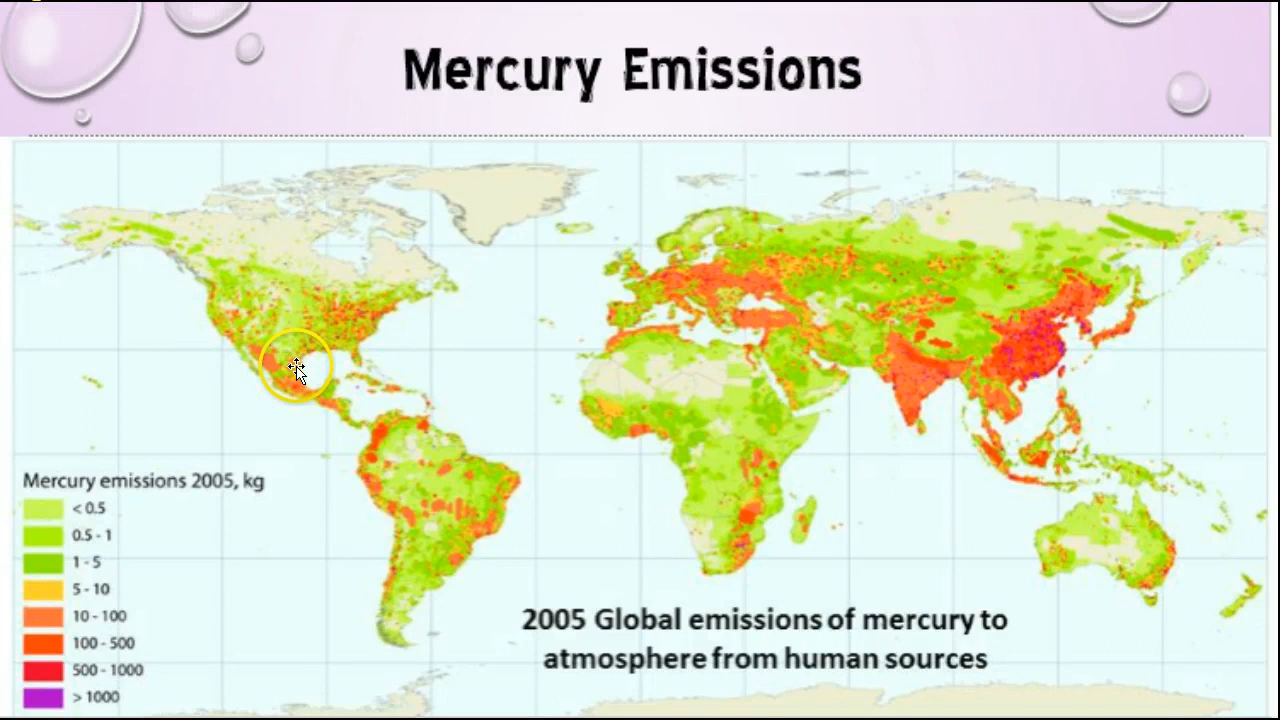 Mercury Emissions
Mercury emissions 2005, kg
< 0.5
0.5 - 1
1 - 5
5 - 10
10 - 100
100 - 500
500 - 1000
> 1000
2005 Global emissions of mercury to
atmosphere from human sources